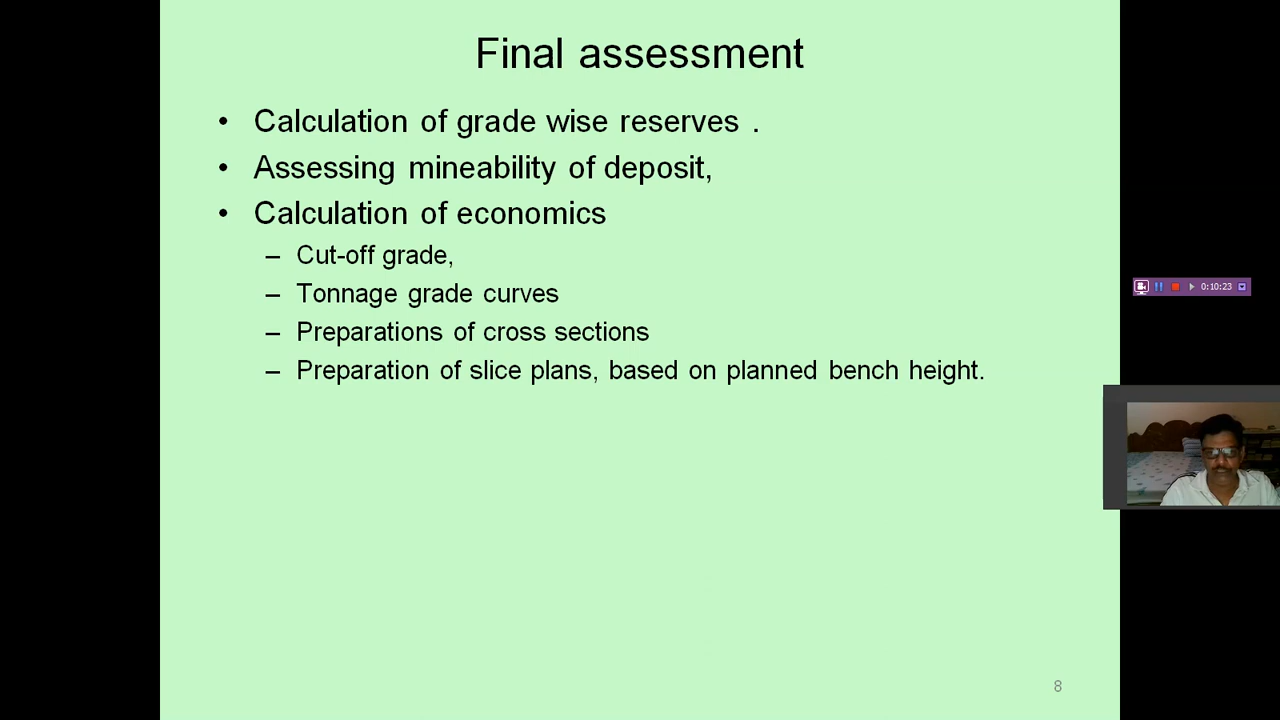 Final assessment
• Calculation of grade wise reserves .
• Assessing mineability of deposit,
• Calculation of economics
– Cut-off grade,
– Tonnage grade curves
– Preparations of cross sections
– Preparation of slice plans, based on planned bench height.
0:10:23
8